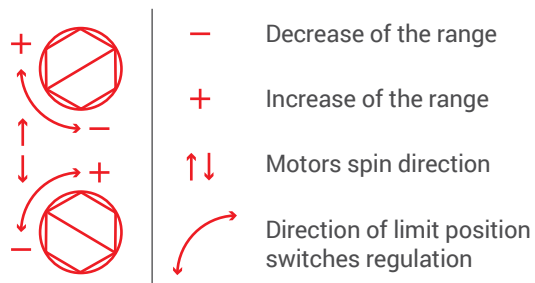 +
−
+
−
− Decrease of the range
+ Increase of the range
↑↓ Motors spin direction
Direction of limit position
switches regulation